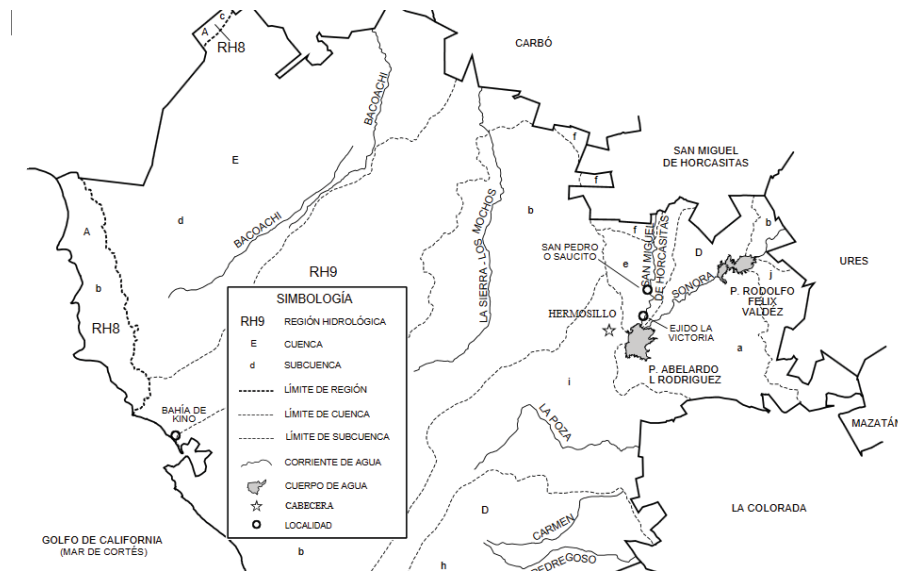 c
A
RH8
CARBÓ
BACOACHI
E
SAN MIGUEL
DE HORCASITAS
f
f
b
d
A
BACOACHI
LA SIERRA - LOS MOCHOS
f
SAN MIGUEL
DE HORCASITAS
D
b
SAN PEDRO
O SAUCITO
e
URES
j
SONORA
RH9
b
P. RODOLFO
FELIX
VALDÉZ
RH8
HERMOSILLO
EJIDO LA
VICTORIA
a
P. ABELARDO
L RODRIGUEZ
i
SIMBOLOGÍA
RH9 REGIÓN HIDROLÓGICA
E CUENCA
d SUBCUENCA
LÍMITE DE REGIÓN
LÍMITE DE CUENCA
LÍMITE DE SUBCUENCA
CORRIENTE DE AGUA
CUERPO DE AGUA
CABECERA
LOCALIDAD
BAHÍA DE
KINO
LA POZA
MAZATÁN
D
LA COLORADA
CARMEN
GOLFO DE CALIFORNIA
(MAR DE CORTÉS)
b
h
PEDREGOSO